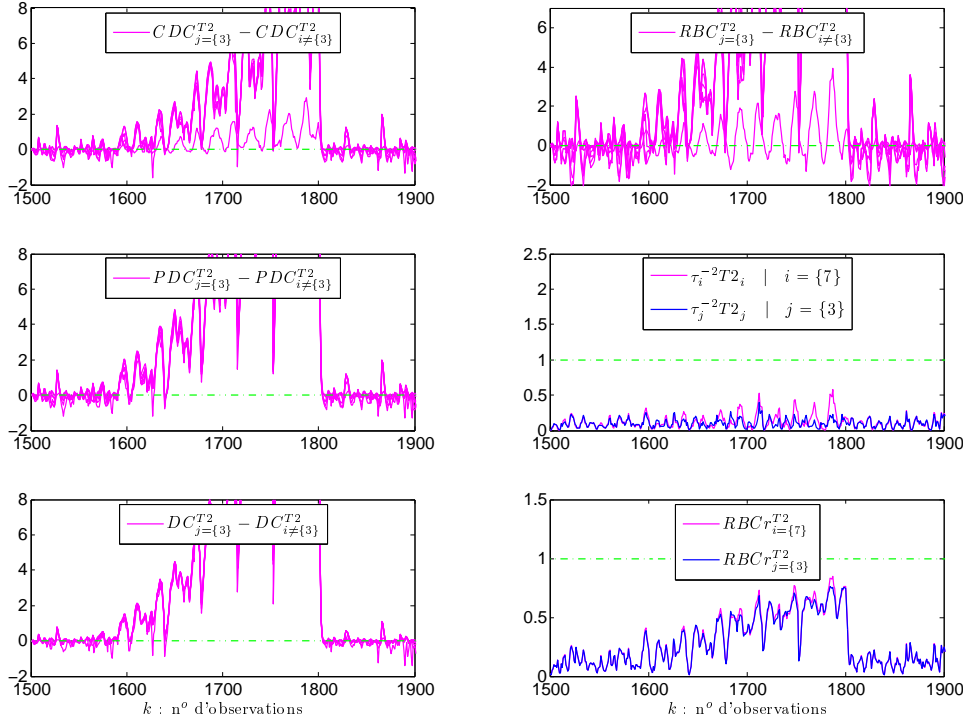 8
6
4
2
0
−2
1500 1600 1700 1800 1900
CDC^{T2}_{j={3}} − CDC^{T2}_{i≠{3}}
6
4
2
0
−2
1500 1600 1700 1800 1900
RBC^{T2}_{j={3}} − RBC^{T2}_{i≠{3}}
8
6
4
2
0
−2
1500 1600 1700 1800 1900
PDC^{T2}_{j={3}} − PDC^{T2}_{i≠{3}}
2.5
2
1.5
1
0.5
0
1500 1600 1700 1800 1900
τ_i^{−2}T2_i | i = {7}
τ_j^{−2}T2_j | j = {3}
8
6
4
2
0
−2
1500 1600 1700 1800 1900
DC^{T2}_{j={3}} − DC^{T2}_{i≠{3}}
k : n° d'observations
1.5
1
0.5
0
1500 1600 1700 1800 1900
RBCr^{T2}_{i={7}}
RBCr^{T2}_{j={3}}
k : n° d'observations